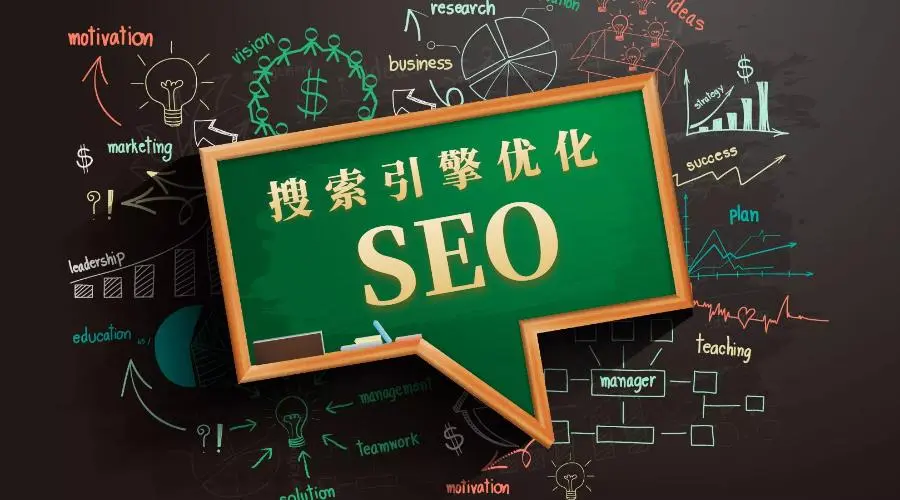 research
ideas
motivation
vision
business
strategy
marketing
搜索引擎优化
success
SEO
plan
leadership
education
teaching
manager
management
teamwork
motivation
solution